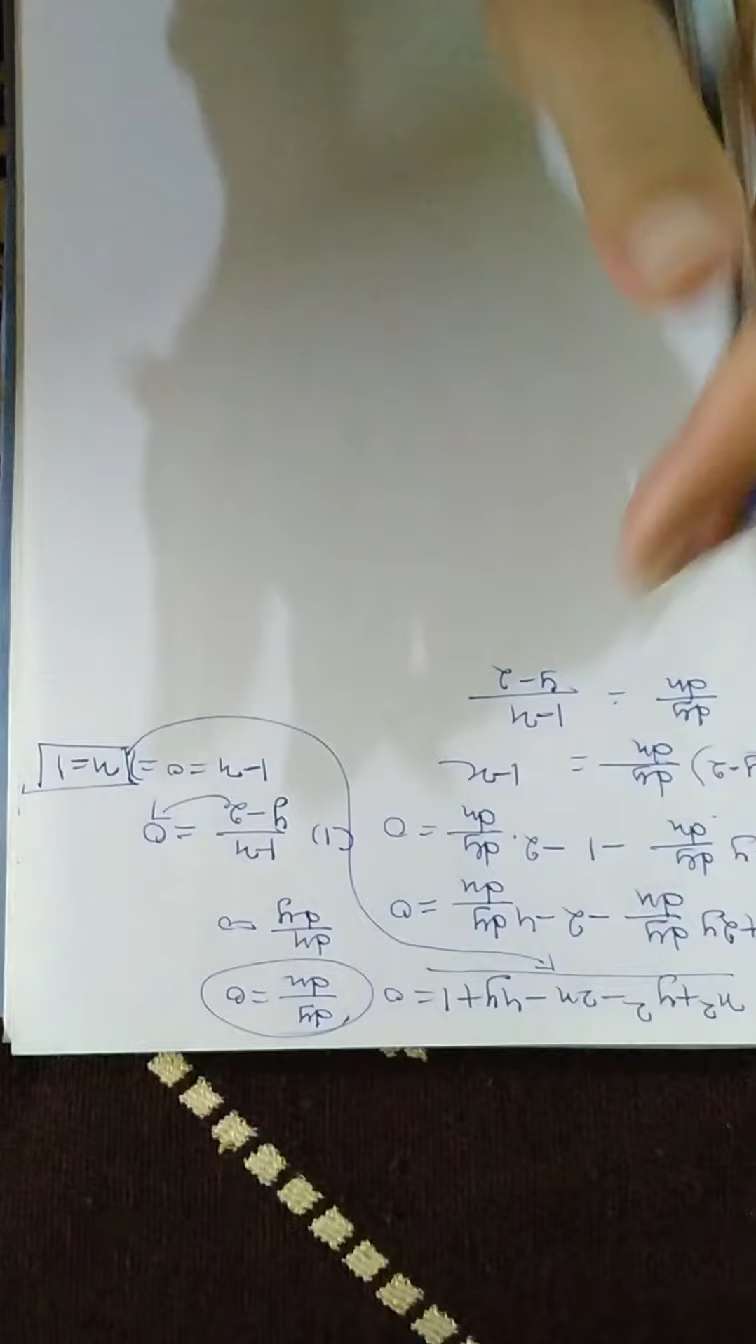 x²+y²-2x-4y+1=0 dy/dx=0
+2y dy/dx -2-4 dy/dx =0 dx/dy =0
y dy/dx -1 -2. dy/dx =0 (1) 1-x/y-2 =0
y-2) dy/dx = 1-x 1-x=0 => x=1
dy/dx = 1-x/y-2